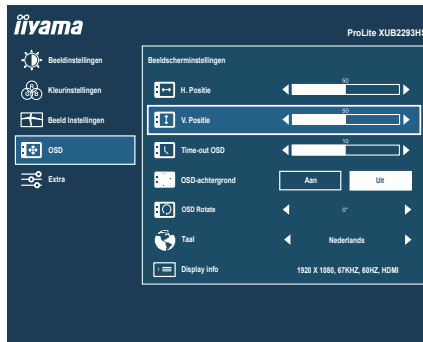 iiyama
ProLite XUB2293HS
Beeldinstellingen
Kleurinstellingen
Beeld Instellingen
OSD
Extra
Beeldscherminstellingen
H. Positie
50
V. Positie
50
Time-out OSD
10
OSD-achtergrond
Aan
Uit
OSD Rotate
0°
Taal
Nederlands
Display info
1920 X 1080, 67KHZ, 60HZ, HDMI